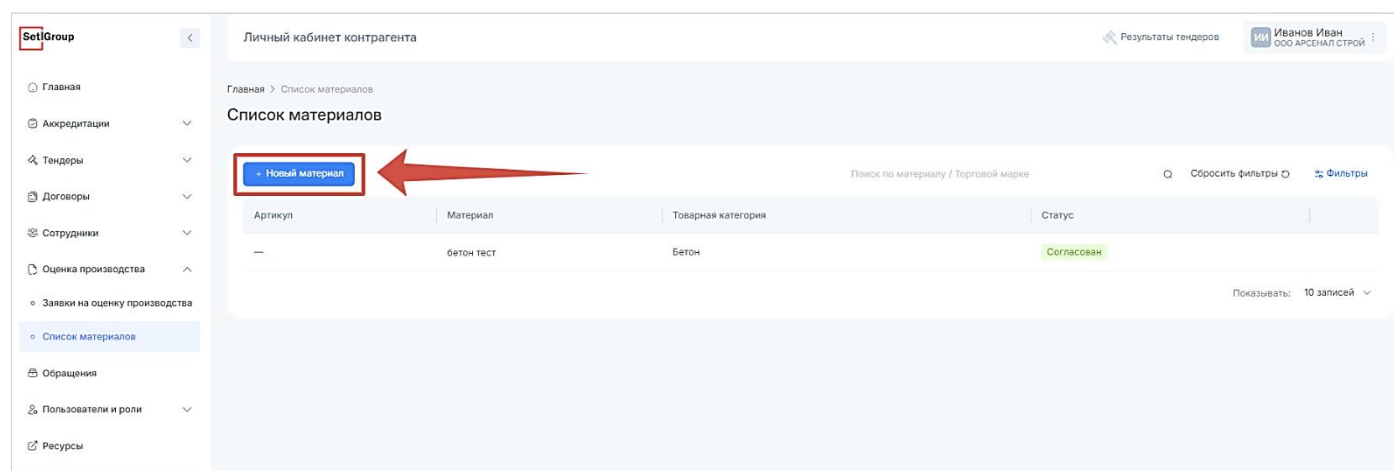 SetlGroup
Личный кабинет контрагента
Результаты тендеров
ИИ
Иванов Иван
ООО АРСЕНАЛ СТРОЙ
Главная
Аккредитации
Тендеры
Договоры
Сотрудники
Оценка производства
Заявки на оценку производства
Список материалов
Обращения
Пользователи и роли
Ресурсы
Главная > Список материалов
Список материалов
+ Новый материал
Поиск по материалу / Торговой марке
Сбросить фильтры
Фильтры
Артикул Материал Товарная категория Статус
— бетон тест Бетон Согласован
Показывать: 10 записей